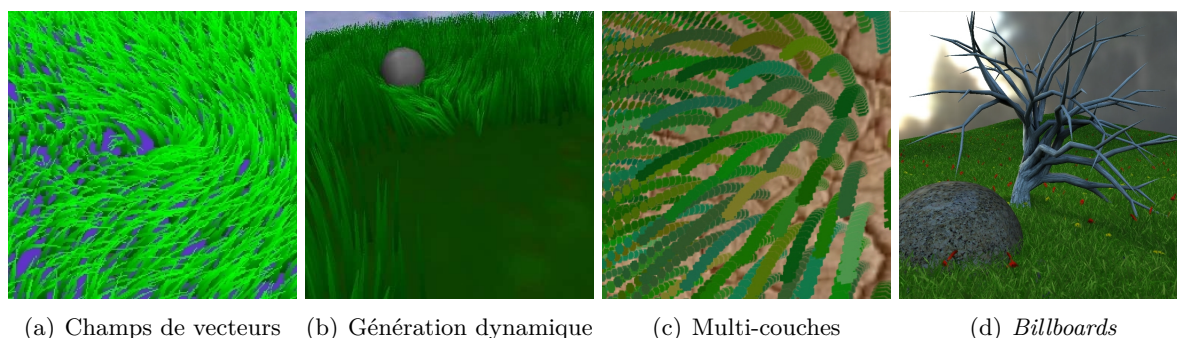 (a) Champs de vecteurs (b) Génération dynamique (c) Multi-couches (d) Billboards